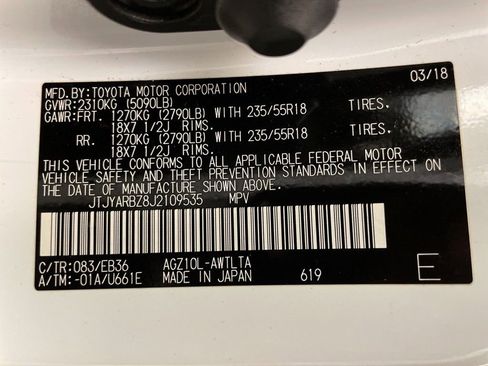 MFD.BY:TOYOTA MOTOR CORPORATION 03/18
GVWR:2310KG (5090LB)
GAWR:FRT. 1270KG (2790LB) WITH 235/55R18 TIRES.
18X7 1/2J RIMS.
RR. 1270KG (2790LB) WITH 235/55R18 TIRES.
18X7 1/2J RIMS.
THIS VEHICLE CONFORMS TO ALL APPLICABLE FEDERAL MOTOR
VEHICLE SAFETY AND THEFT PREVENTION STANDARDS IN EFFECT ON
THE DATE OF MANUFACTURE SHOWN ABOVE.
JTJYARBZ8J2109535 MPV
C/TR:083/EB36 AGZ10L-AWTLTA
A/TM:-01A/U661E MADE IN JAPAN 619 E